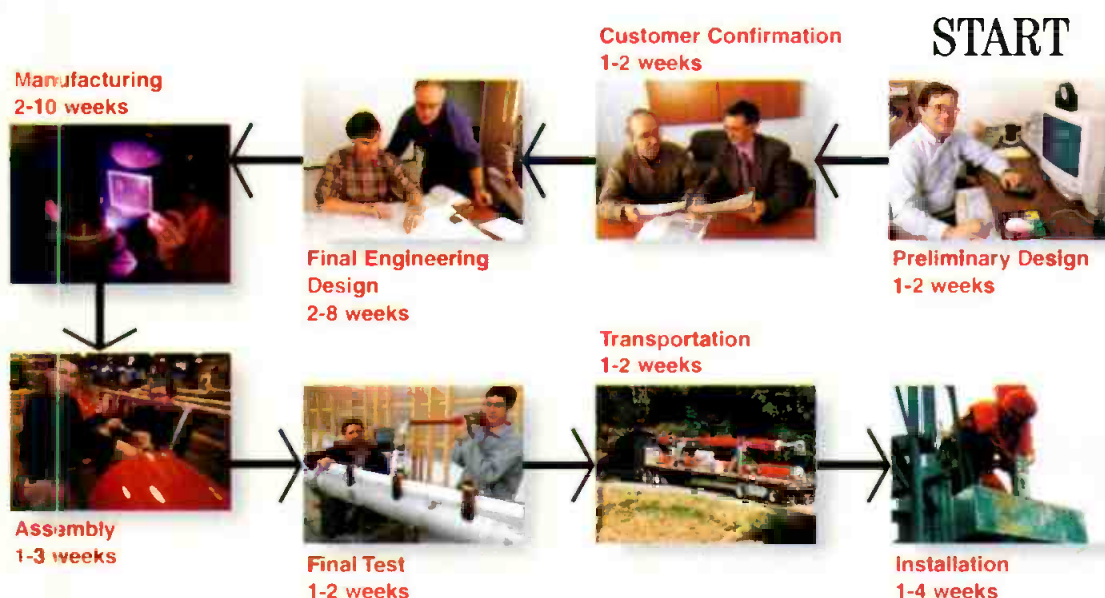 START
Preliminary Design
1-2 weeks
Customer Confirmation
1-2 weeks
Final Engineering
Design
2-8 weeks
Manufacturing
2-10 weeks
Assembly
1-3 weeks
Final Test
1-2 weeks
Transportation
1-2 weeks
Installation
1-4 weeks